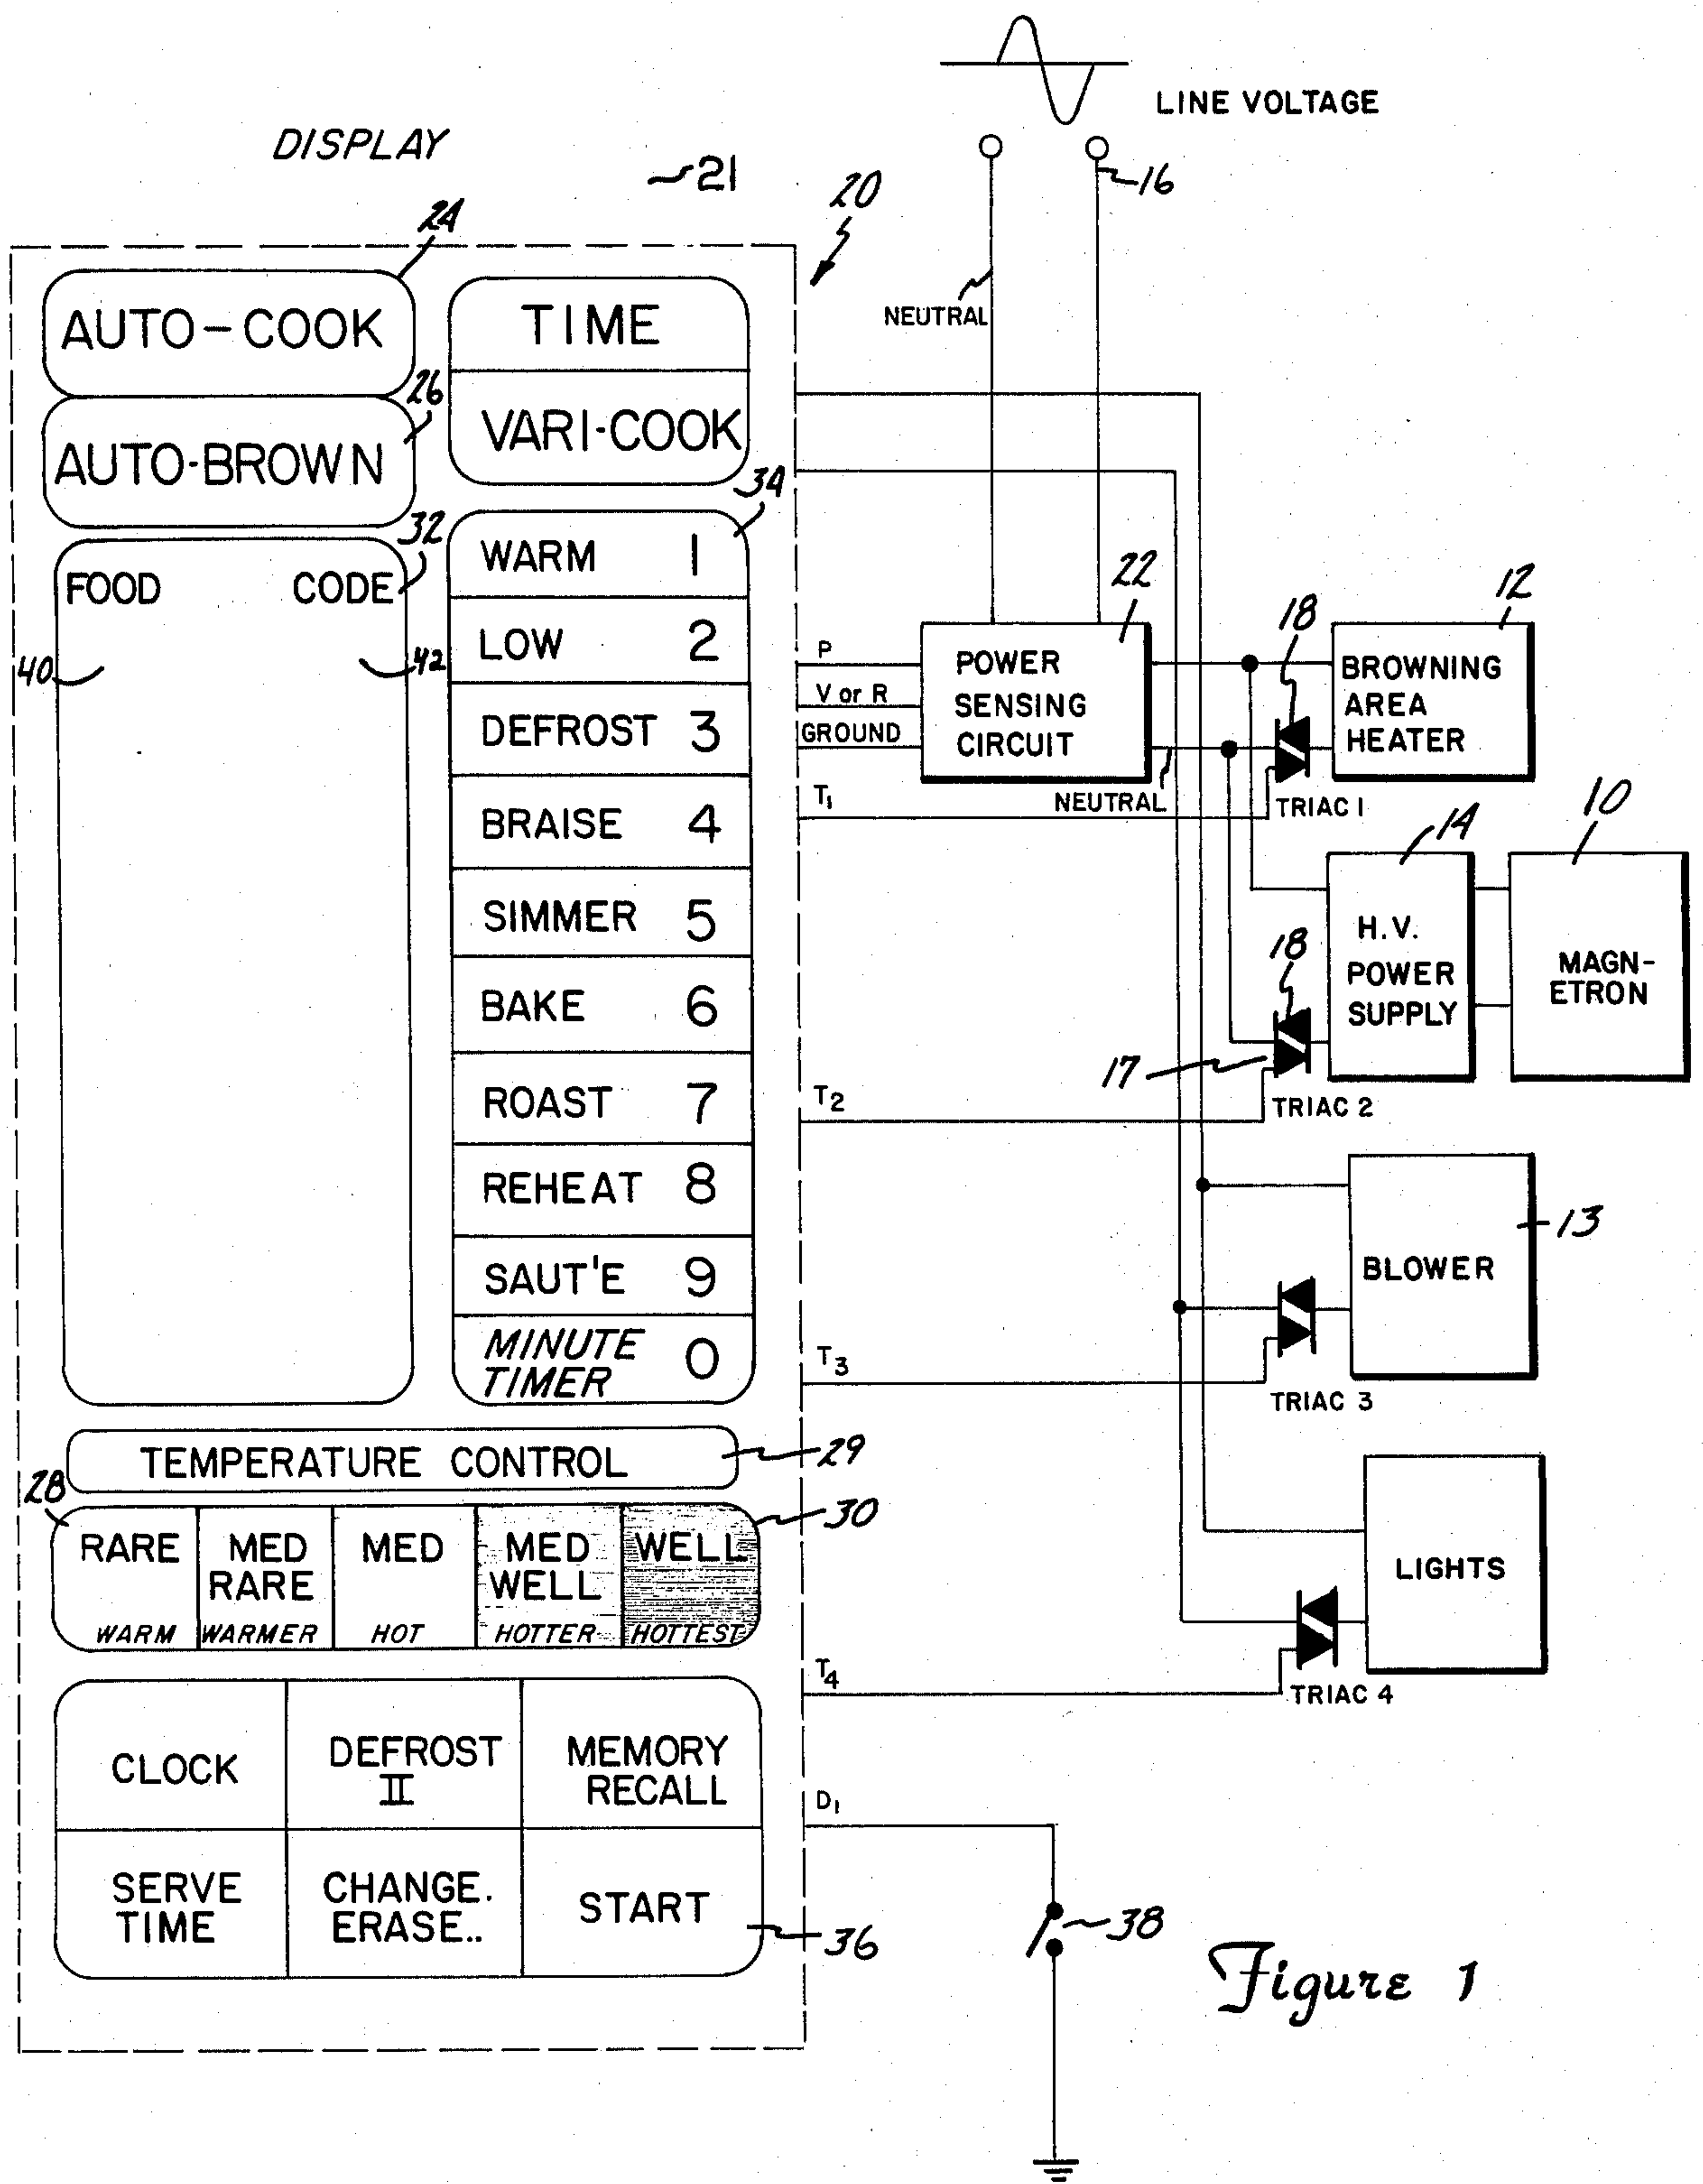 LINE VOLTAGE
DISPLAY
21
20
16
24
NEUTRAL
AUTO-COOK
TIME
26
AUTO-BROWN
VARI-COOK
34
32
FOOD CODE
40
42
WARM 1
LOW 2
DEFROST 3
BRAISE 4
SIMMER 5
BAKE 6
ROAST 7
REHEAT 8
SAUT'E 9
MINUTE
TIMER 0
P
V or R
GROUND
22
POWER
SENSING
CIRCUIT
NEUTRAL
18
12
BROWNING
AREA
HEATER
T1
TRIAC 1
14
10
H.V.
POWER
SUPPLY
MAGN-
ETRON
18
17
T2
TRIAC 2
13
BLOWER
T3
TRIAC 3
TEMPERATURE CONTROL
29
28
30
RARE
WARM
MED
RARE
WARMER
MED
HOT
MED
WELL
HOTTER
WELL
HOTTEST
LIGHTS
T4
TRIAC 4
CLOCK
DEFROST
II
MEMORY
RECALL
SERVE
TIME
CHANGE.
ERASE..
START
36
D1
38
Figure 1